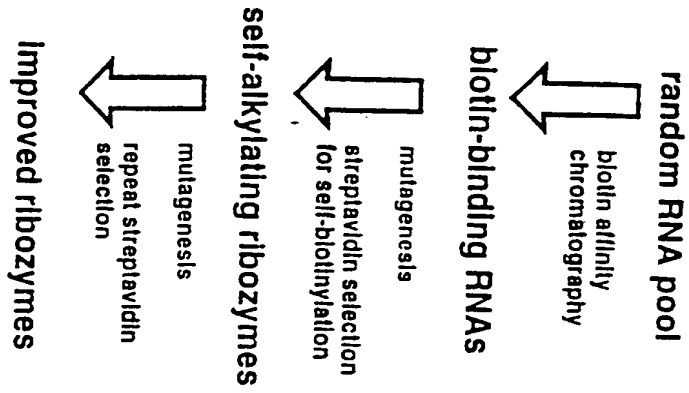 random RNA pool
biotin affinity
chromatography
biotin-binding RNAs
mutagenesis
streptavidin selection
for self-biotinylation
self-alkylating ribozymes
mutagenesis
repeat streptavidin
selection
Improved ribozymes